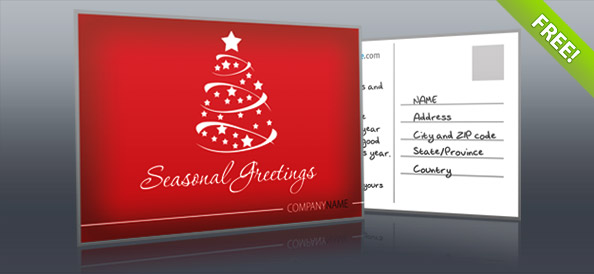 FREE!
Seasonal Greetings
COMPANYNAME
e.com
s and
year
good
s year.
yours
NAME
Address
City and ZIP code
State/Province
Country